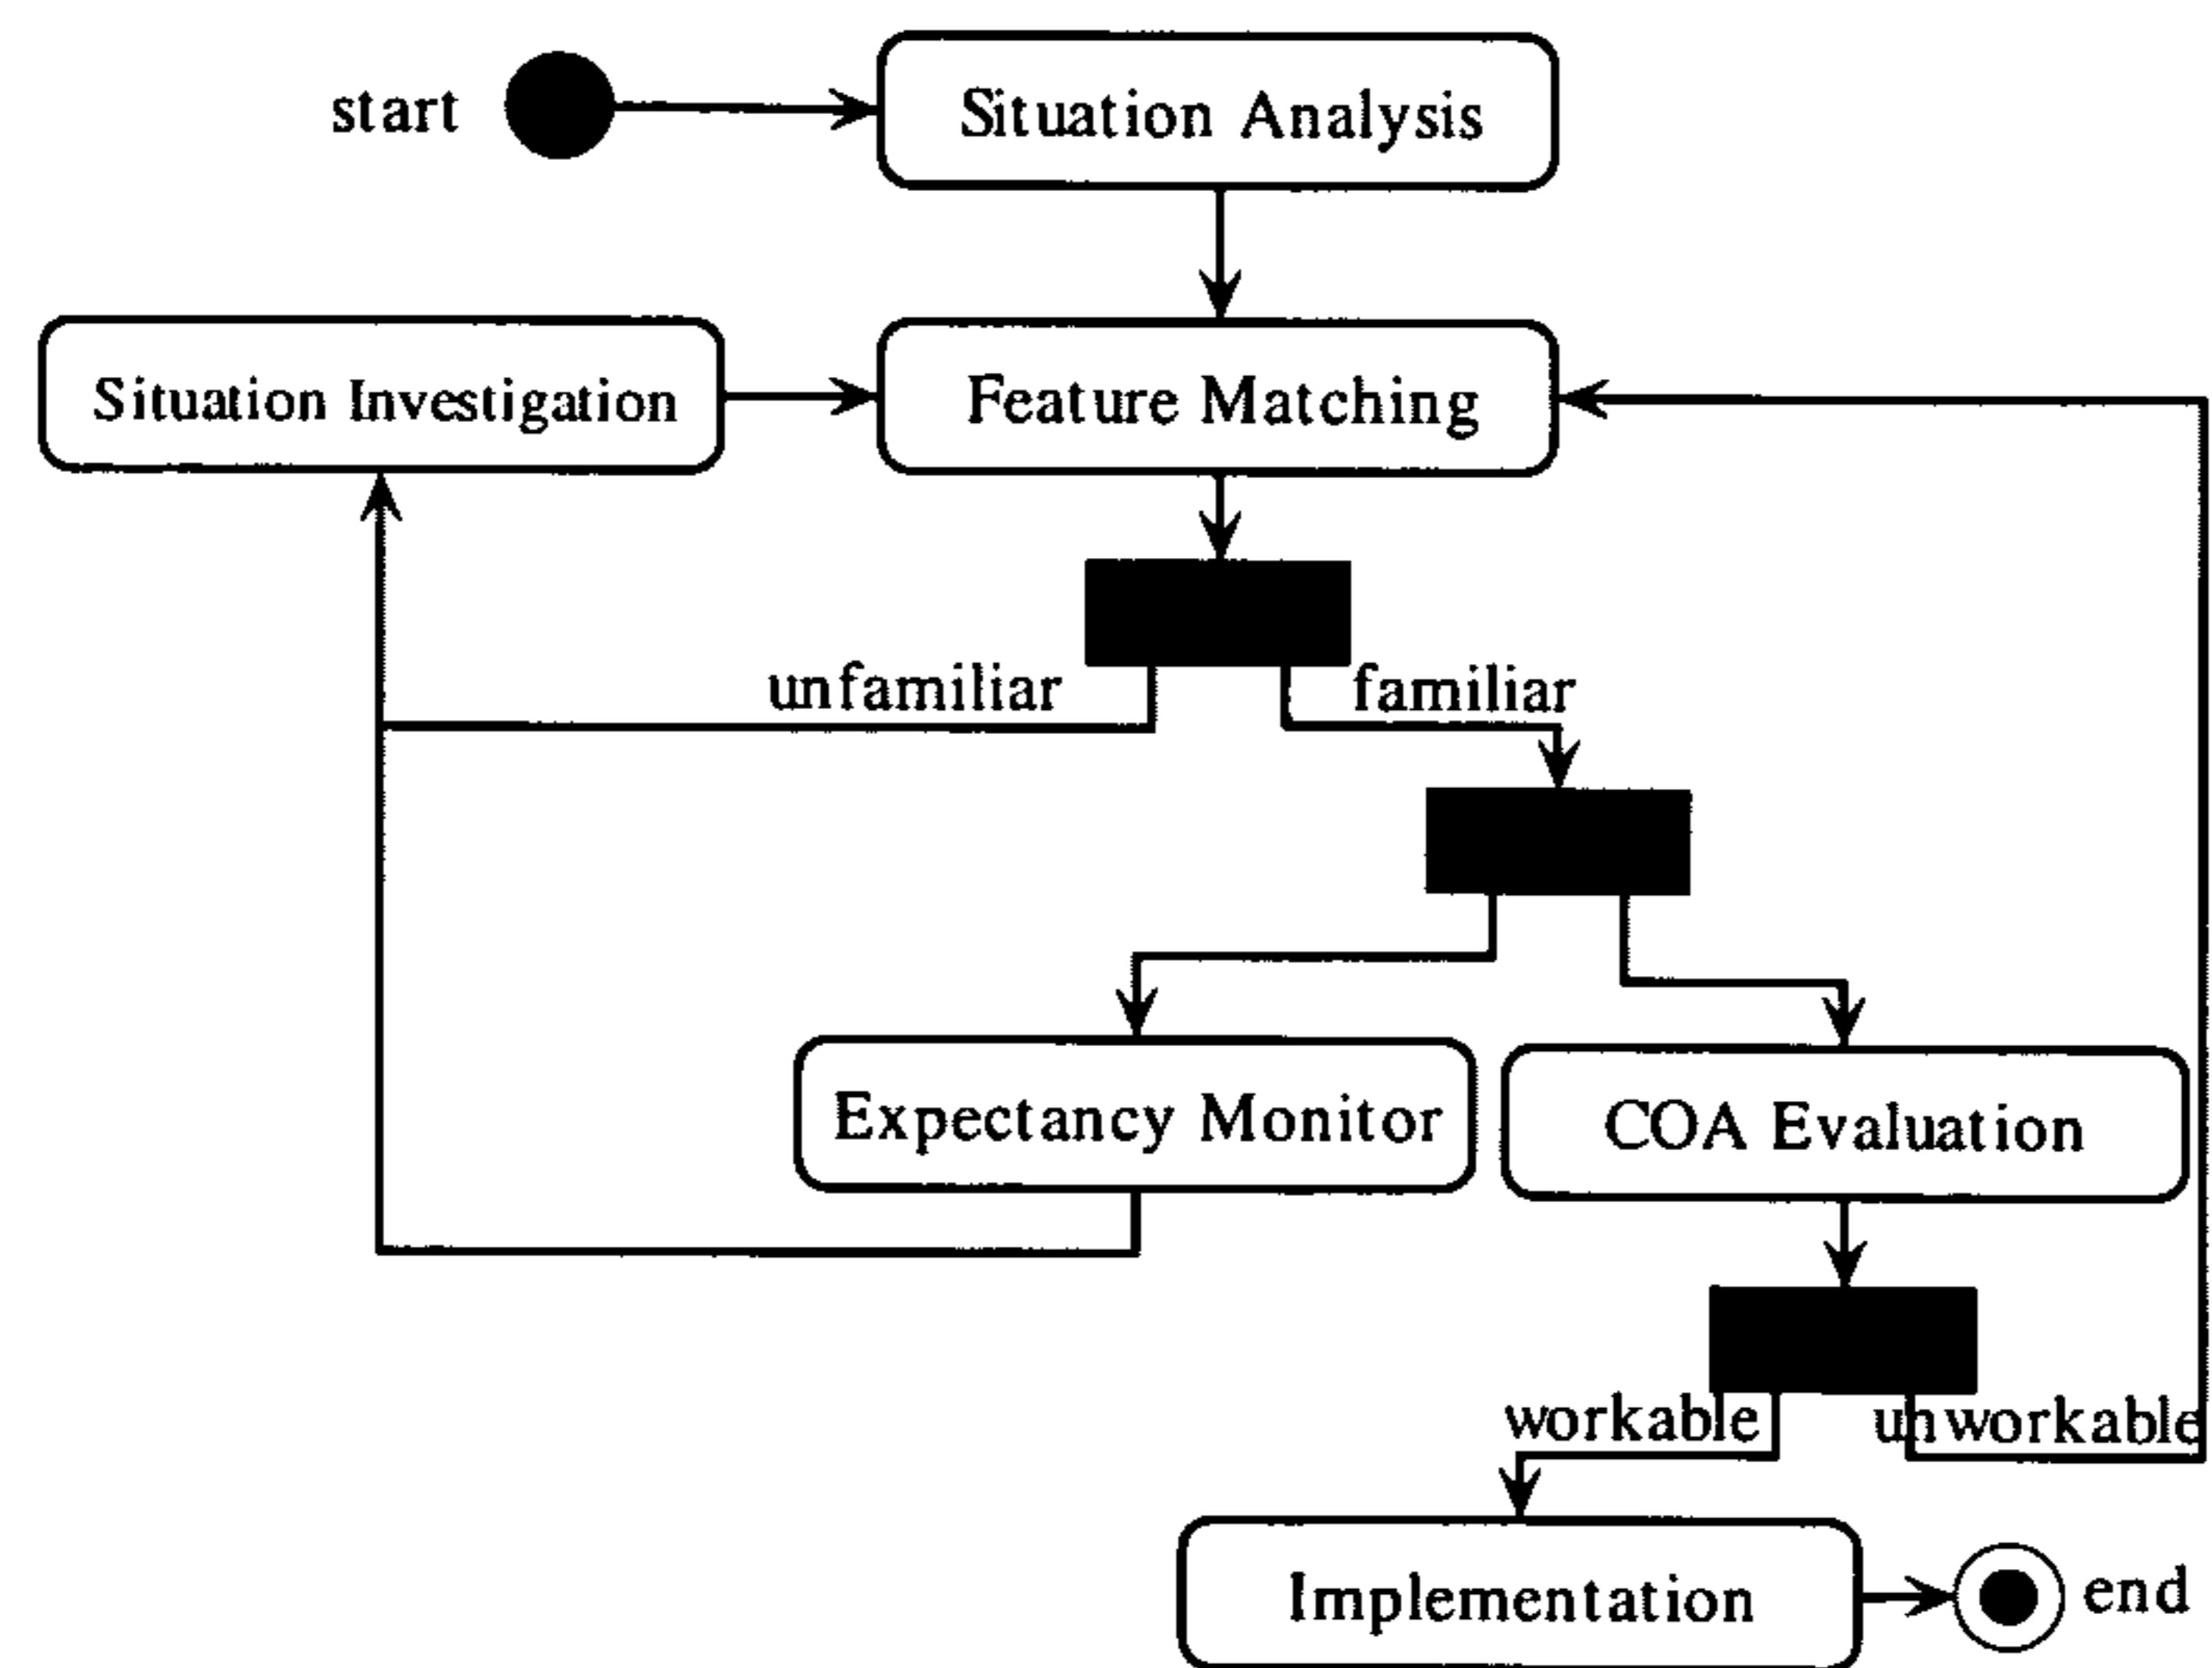 start
Situation Analysis
Situation Investigation
Feature Matching
unfamiliar
familiar
Expectancy Monitor
COA Evaluation
workable
unworkable
Implementation
end